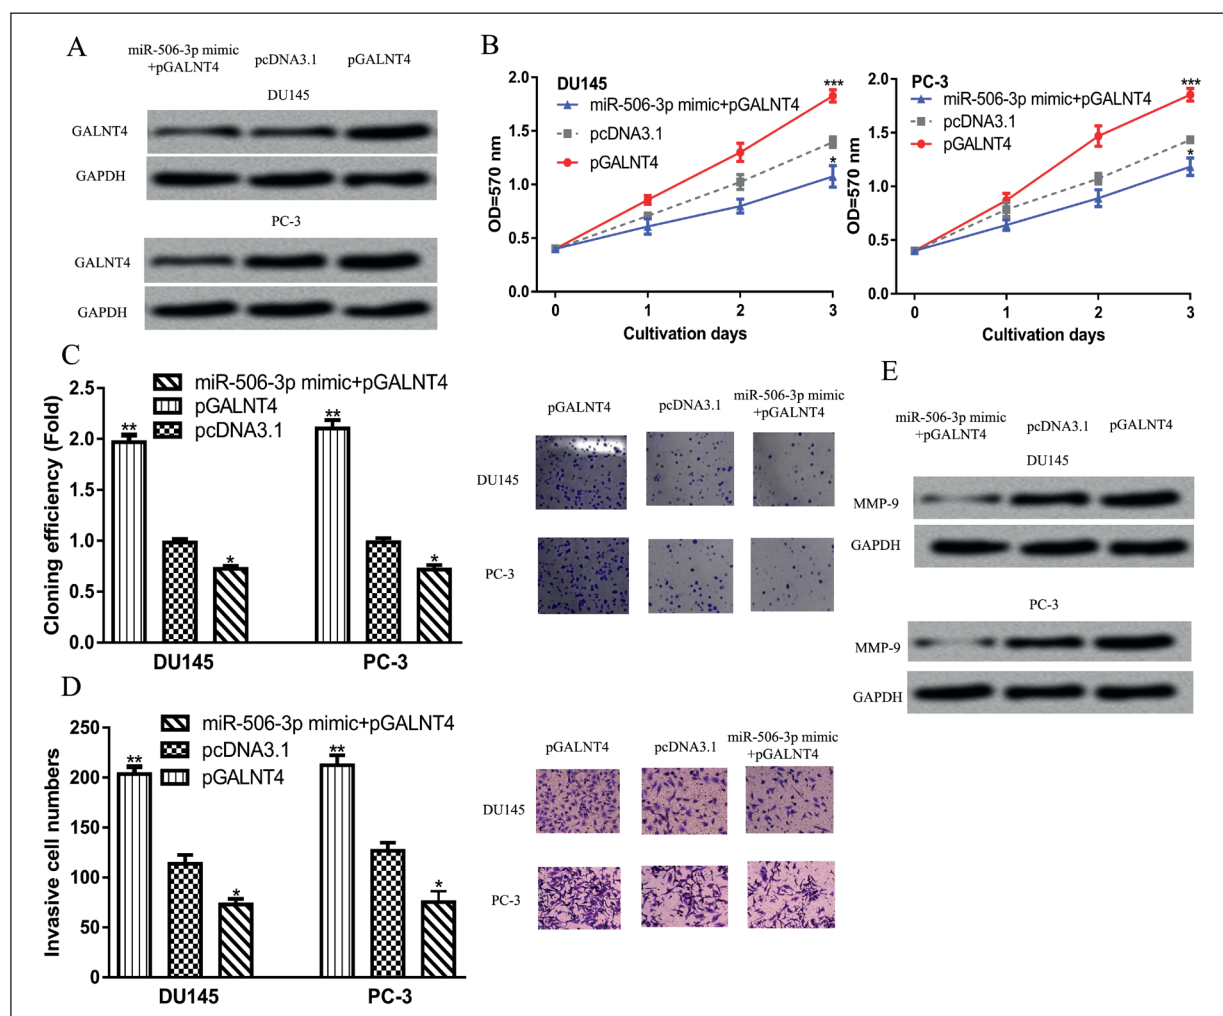 A
miR-506-3p mimic
+pGALNT4
pcDNA3.1
pGALNT4
DU145
GALNT4
GAPDH
PC-3
GALNT4
GAPDH
B
DU145
miR-506-3p mimic+pGALNT4
pcDNA3.1
pGALNT4
OD=570 nm
2.0
1.5
1.0
0.5
0.0
***
*
0
1
2
3
Cultivation days
PC-3
miR-506-3p mimic+pGALNT4
pcDNA3.1
pGALNT4
OD=570 nm
2.0
1.5
1.0
0.5
0.0
***
*
0
1
2
3
Cultivation days
C
miR-506-3p mimic+pGALNT4
pGALNT4
pcDNA3.1
Cloning efficiency (Fold)
2.5
2.0
1.5
1.0
0.5
0.0
**
*
**
*
DU145
PC-3
pGALNT4
pcDNA3.1
miR-506-3p mimic
+pGALNT4
DU145
PC-3
D
miR-506-3p mimic+pGALNT4
pcDNA3.1
pGALNT4
Invasive cell numbers
250
200
150
100
50
0
**
*
**
*
DU145
PC-3
pGALNT4
pcDNA3.1
miR-506-3p mimic
+pGALNT4
DU145
PC-3
E
miR-506-3p mimic
+pGALNT4
pcDNA3.1
pGALNT4
DU145
MMP-9
GAPDH
PC-3
MMP-9
GAPDH